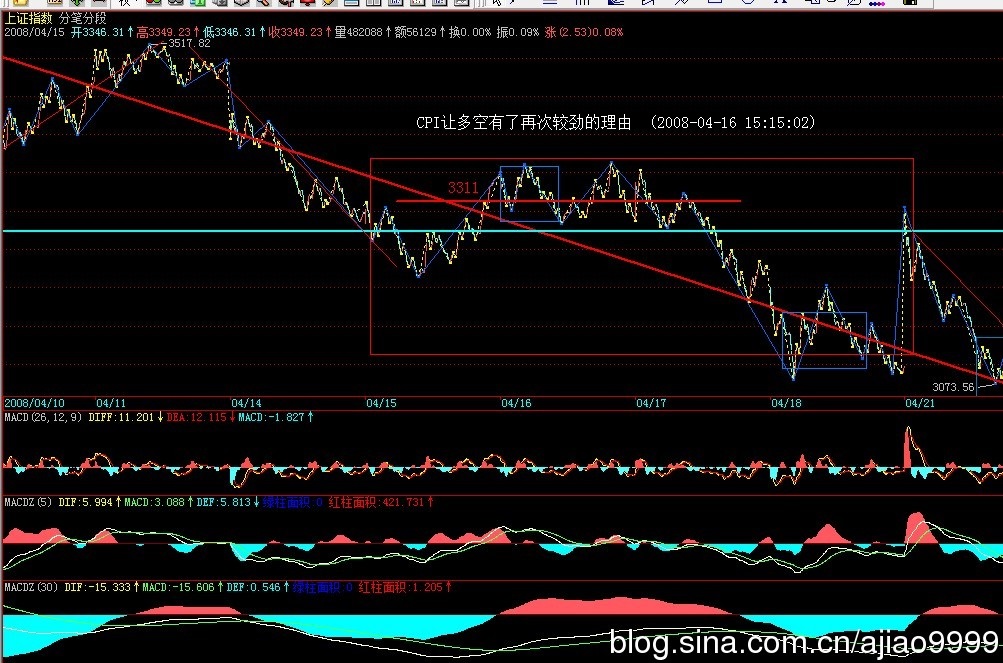 上证指数 分笔分段
2008/04/15 开3346.31↑高3349.23↑低3346.31↑收3349.23↑量482088↑额56129↑换0.00% 振0.09% 涨(2.53)0.08%
3517.82
CPI让多空有了再次较劲的理由 (2008-04-16 15:15:02)
3311
3073.56
2008/04/10 04/11 04/14 04/15 04/16 04/17 04/18 04/21
MACD(26,12,9) DIFF:11.201↓DEA:12.115↓MACD:-1.827↑
MACDZ(5) DIF:5.994↑MACD:3.088↑DEF:5.813↓绿柱面积:0 红柱面积:421.731↑
MACDZ(30) DIF:-15.333↑MACD:-15.606↑DEF:0.546↑绿柱面积:0 红柱面积:1.205↑
blog.sina.com.cn/ajiao9999